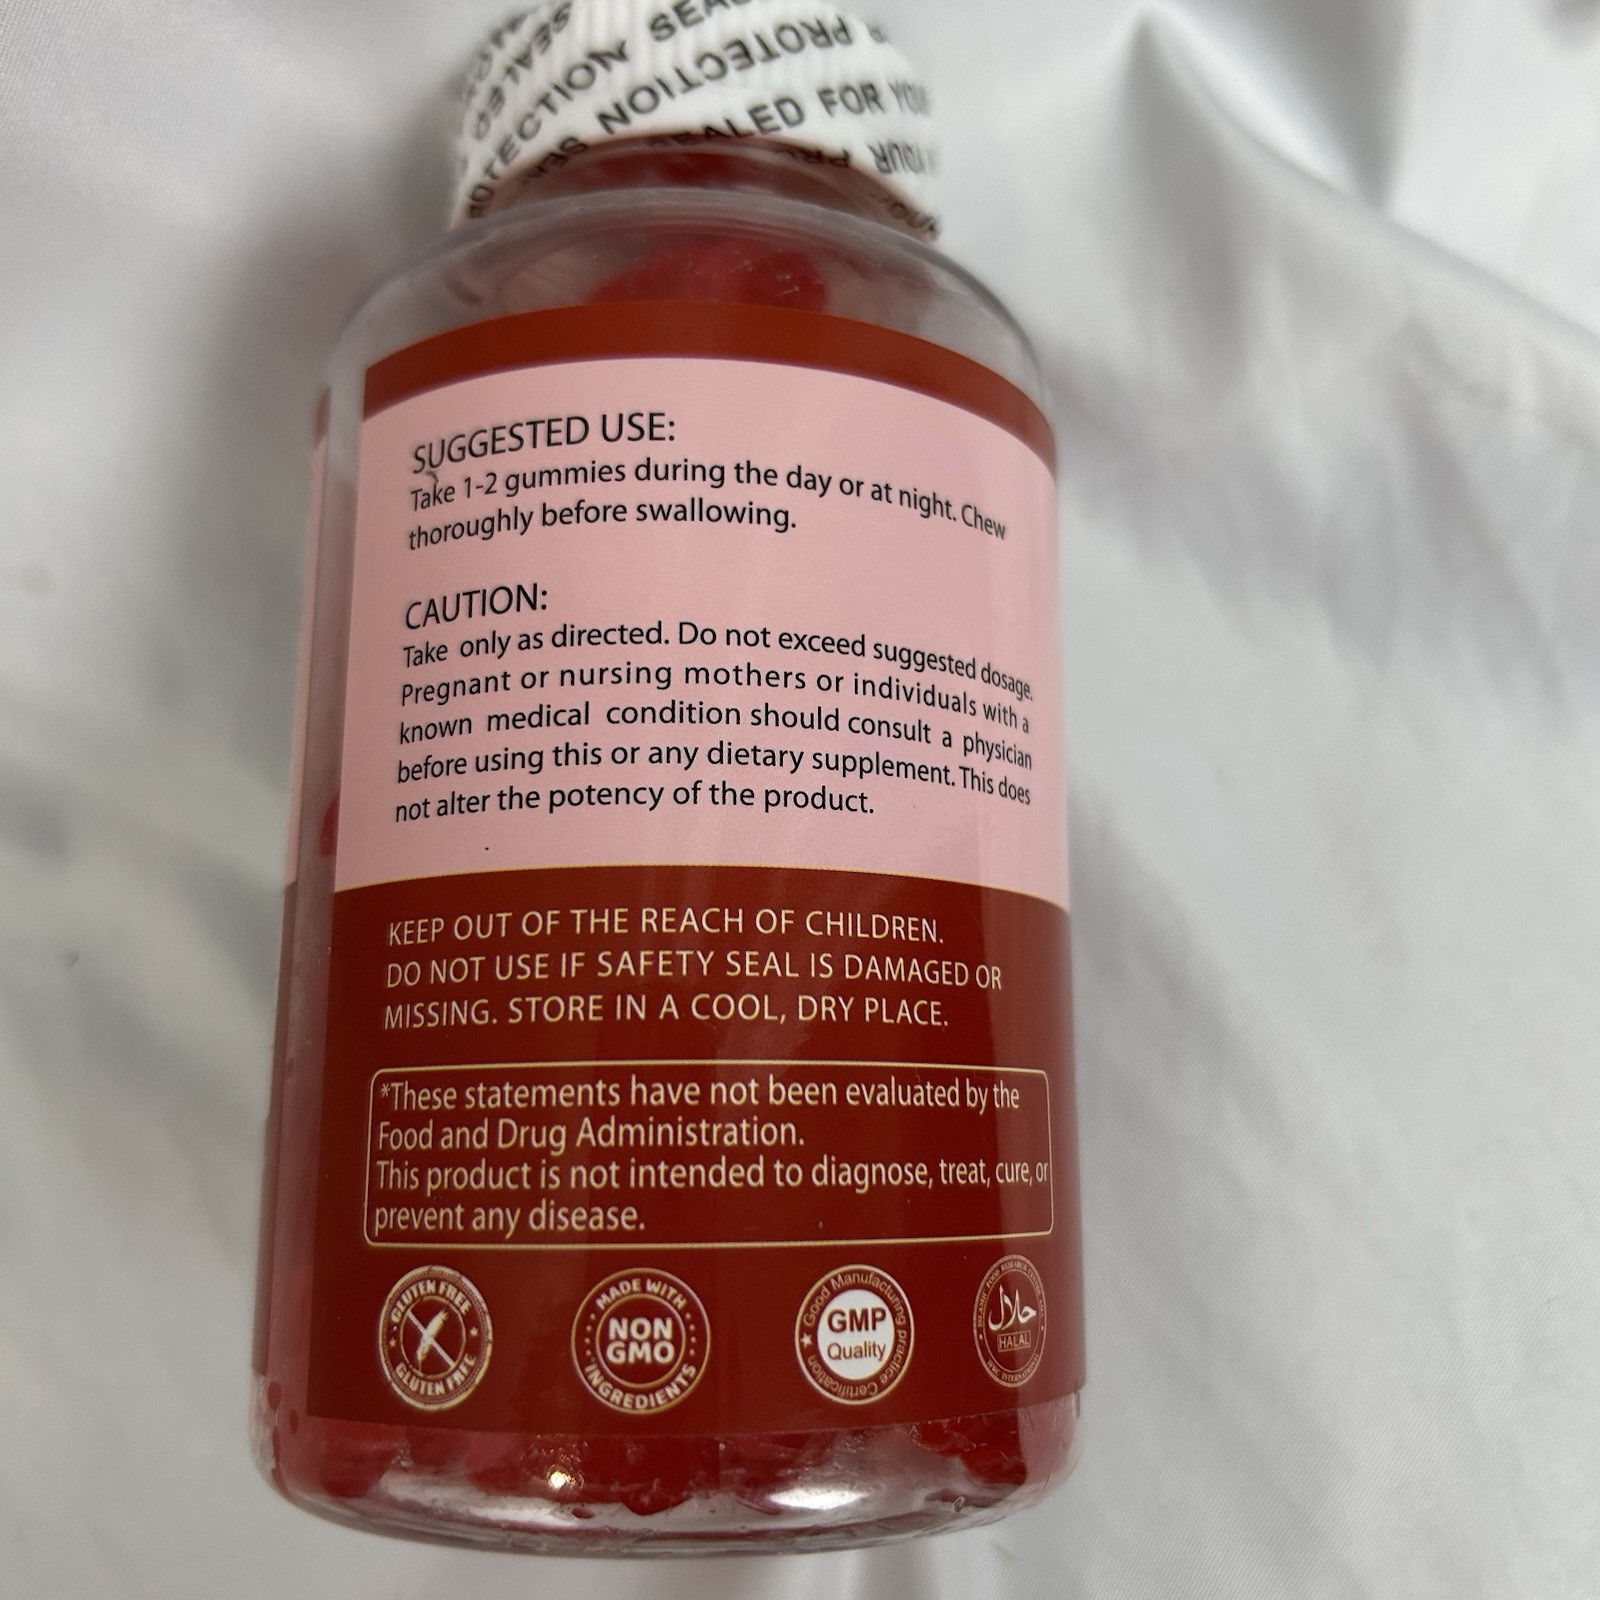 SEALED
PROTECTION SEALED
PROTECTION
SEALED FOR YOUR
YOUR
SUGGESTED USE:
Take 1-2 gummies during the day or at night. Chew
thoroughly before swallowing.
CAUTION:
Take only as directed. Do not exceed suggested dosage.
Pregnant or nursing mothers or individuals with a
known medical condition should consult a physician
before using this or any dietary supplement. This does
not alter the potency of the product.
KEEP OUT OF THE REACH OF CHILDREN.
DO NOT USE IF SAFETY SEAL IS DAMAGED OR
MISSING. STORE IN A COOL, DRY PLACE.
*These statements have not been evaluated by the
Food and Drug Administration.
This product is not intended to diagnose, treat, cure, or
prevent any disease.
GLUTEN FREE
GLUTEN FREE
MADE WITH
NON
GMO
INGREDIENTS
Good Manufacturing practice Certification
GMP
Quality
حلال
HALAL